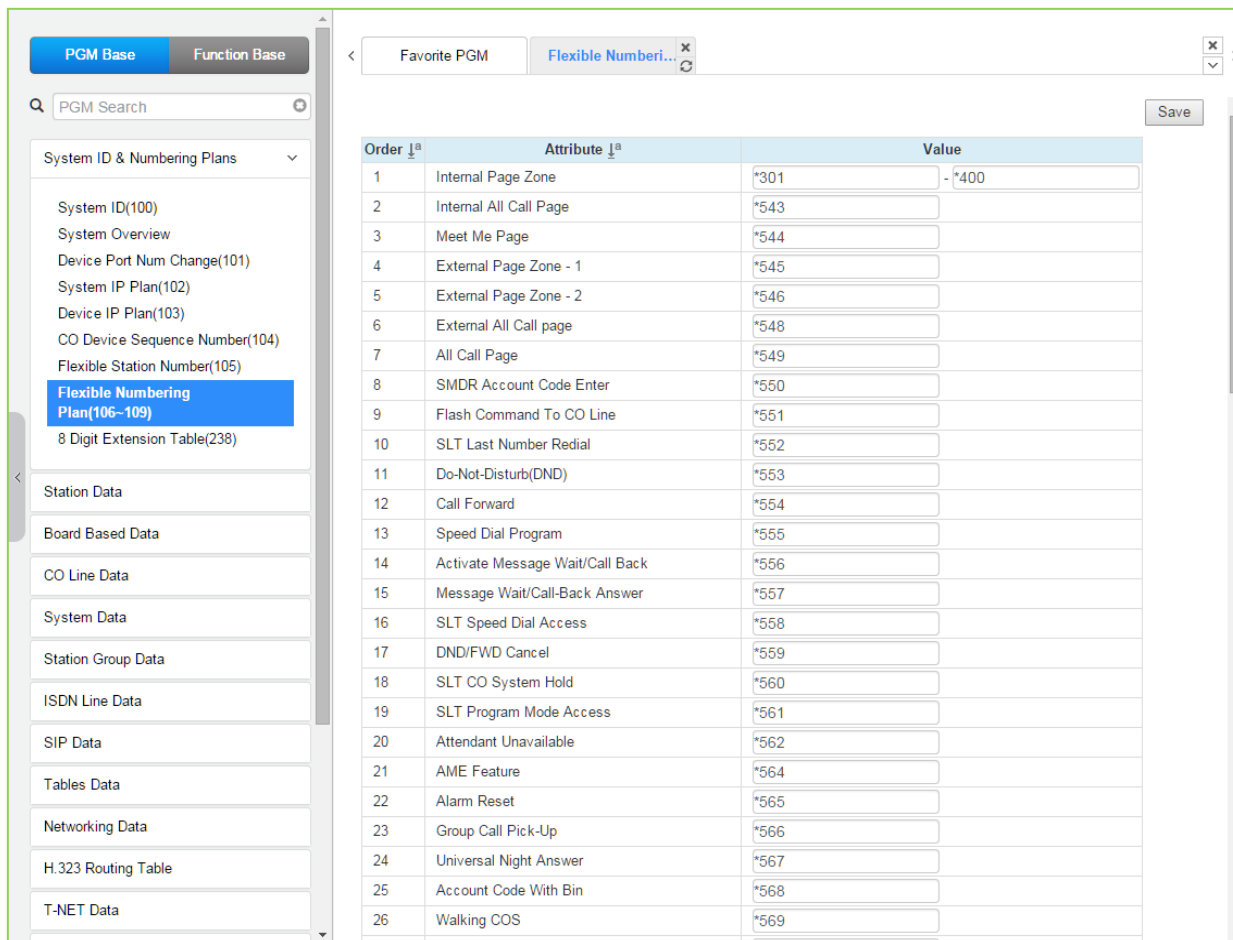 PGM Base Function Base
PGM Search
System ID & Numbering Plans
System ID(100)
System Overview
Device Port Num Change(101)
System IP Plan(102)
Device IP Plan(103)
CO Device Sequence Number(104)
Flexible Station Number(105)
Flexible Numbering
Plan(106~109)
8 Digit Extension Table(238)
Station Data
Board Based Data
CO Line Data
System Data
Station Group Data
ISDN Line Data
SIP Data
Tables Data
Networking Data
H.323 Routing Table
T-NET Data
Favorite PGM Flexible Numberi...
Save
Order Attribute Value
1 Internal Page Zone *301 - *400
2 Internal All Call Page *543
3 Meet Me Page *544
4 External Page Zone - 1 *545
5 External Page Zone - 2 *546
6 External All Call page *548
7 All Call Page *549
8 SMDR Account Code Enter *550
9 Flash Command To CO Line *551
10 SLT Last Number Redial *552
11 Do-Not-Disturb(DND) *553
12 Call Forward *554
13 Speed Dial Program *555
14 Activate Message Wait/Call Back *556
15 Message Wait/Call-Back Answer *557
16 SLT Speed Dial Access *558
17 DND/FWD Cancel *559
18 SLT CO System Hold *560
19 SLT Program Mode Access *561
20 Attendant Unavailable *562
21 AME Feature *564
22 Alarm Reset *565
23 Group Call Pick-Up *566
24 Universal Night Answer *567
25 Account Code With Bin *568
26 Walking COS *569